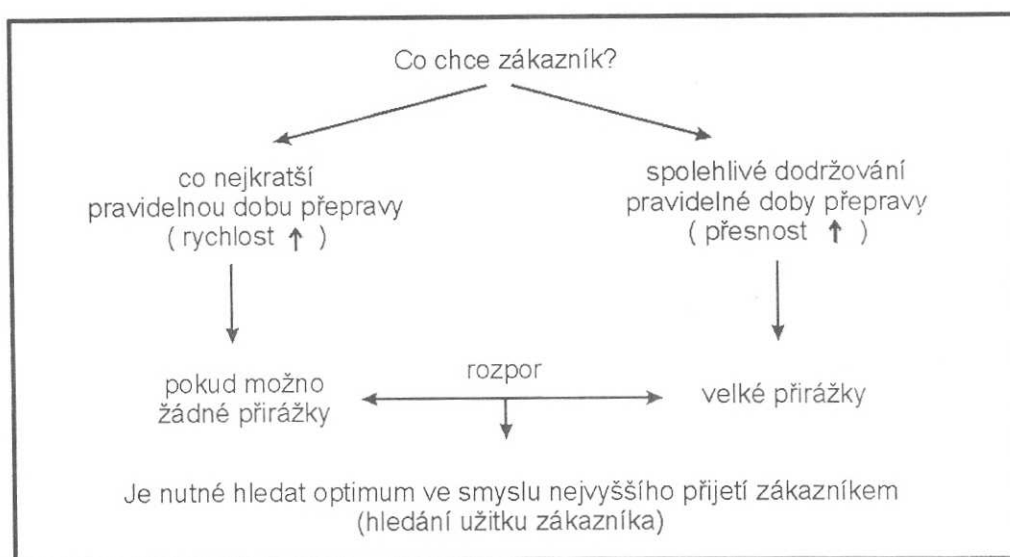 Co chce zákazník?
co nejkratší
pravidelnou dobu přepravy
( rychlost ↑ )
spolehlivé dodržování
pravidelné doby přepravy
( přesnost ↑ )
pokud možno
žádné přirážky
rozpor
velké přirážky
Je nutné hledat optimum ve smyslu nejvyššího přijetí zákazníkem
(hledání užitku zákazníka)